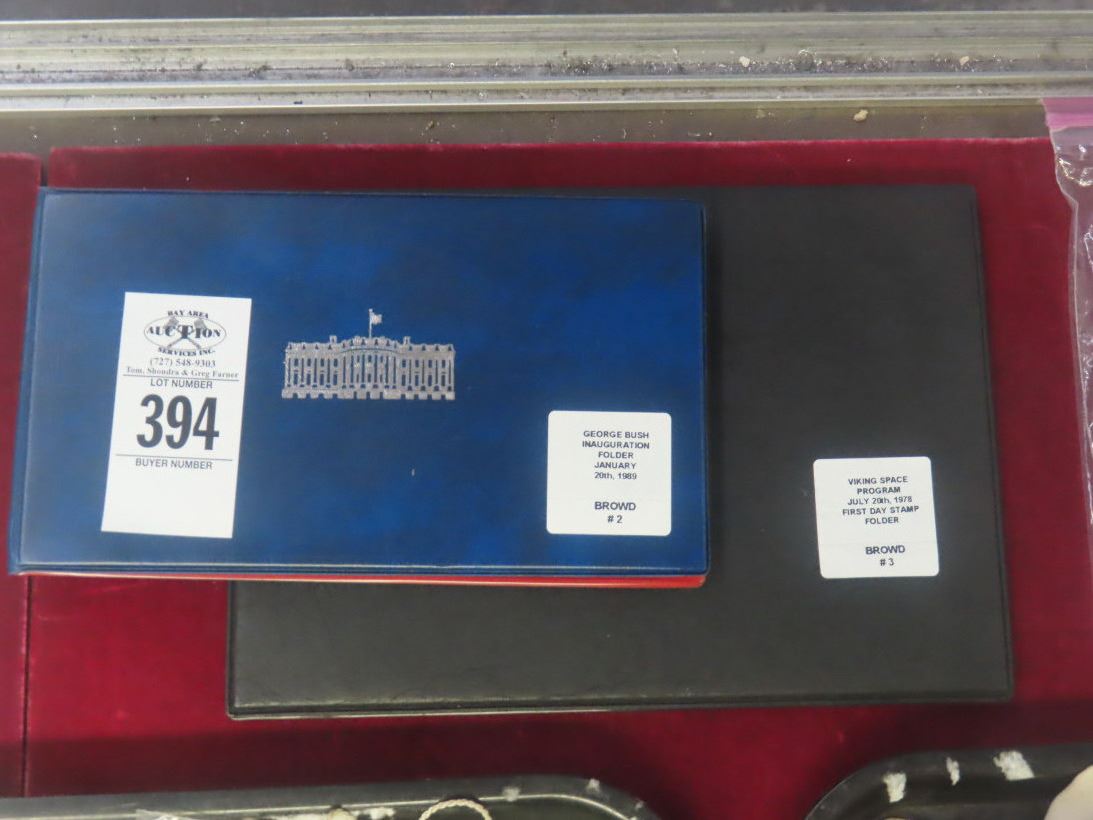 BAY AREA
AUCTION
SERVICES INC.
(727) 548-9303
Tom, Shondra & Greg Farner
LOT NUMBER
394
BUYER NUMBER
GEORGE BUSH
INAUGURATION
FOLDER
JANUARY
20th, 1989
BROWD
# 2
VIKING SPACE
PROGRAM
JULY 20th, 1978
FIRST DAY STAMP
FOLDER
BROWD
# 3